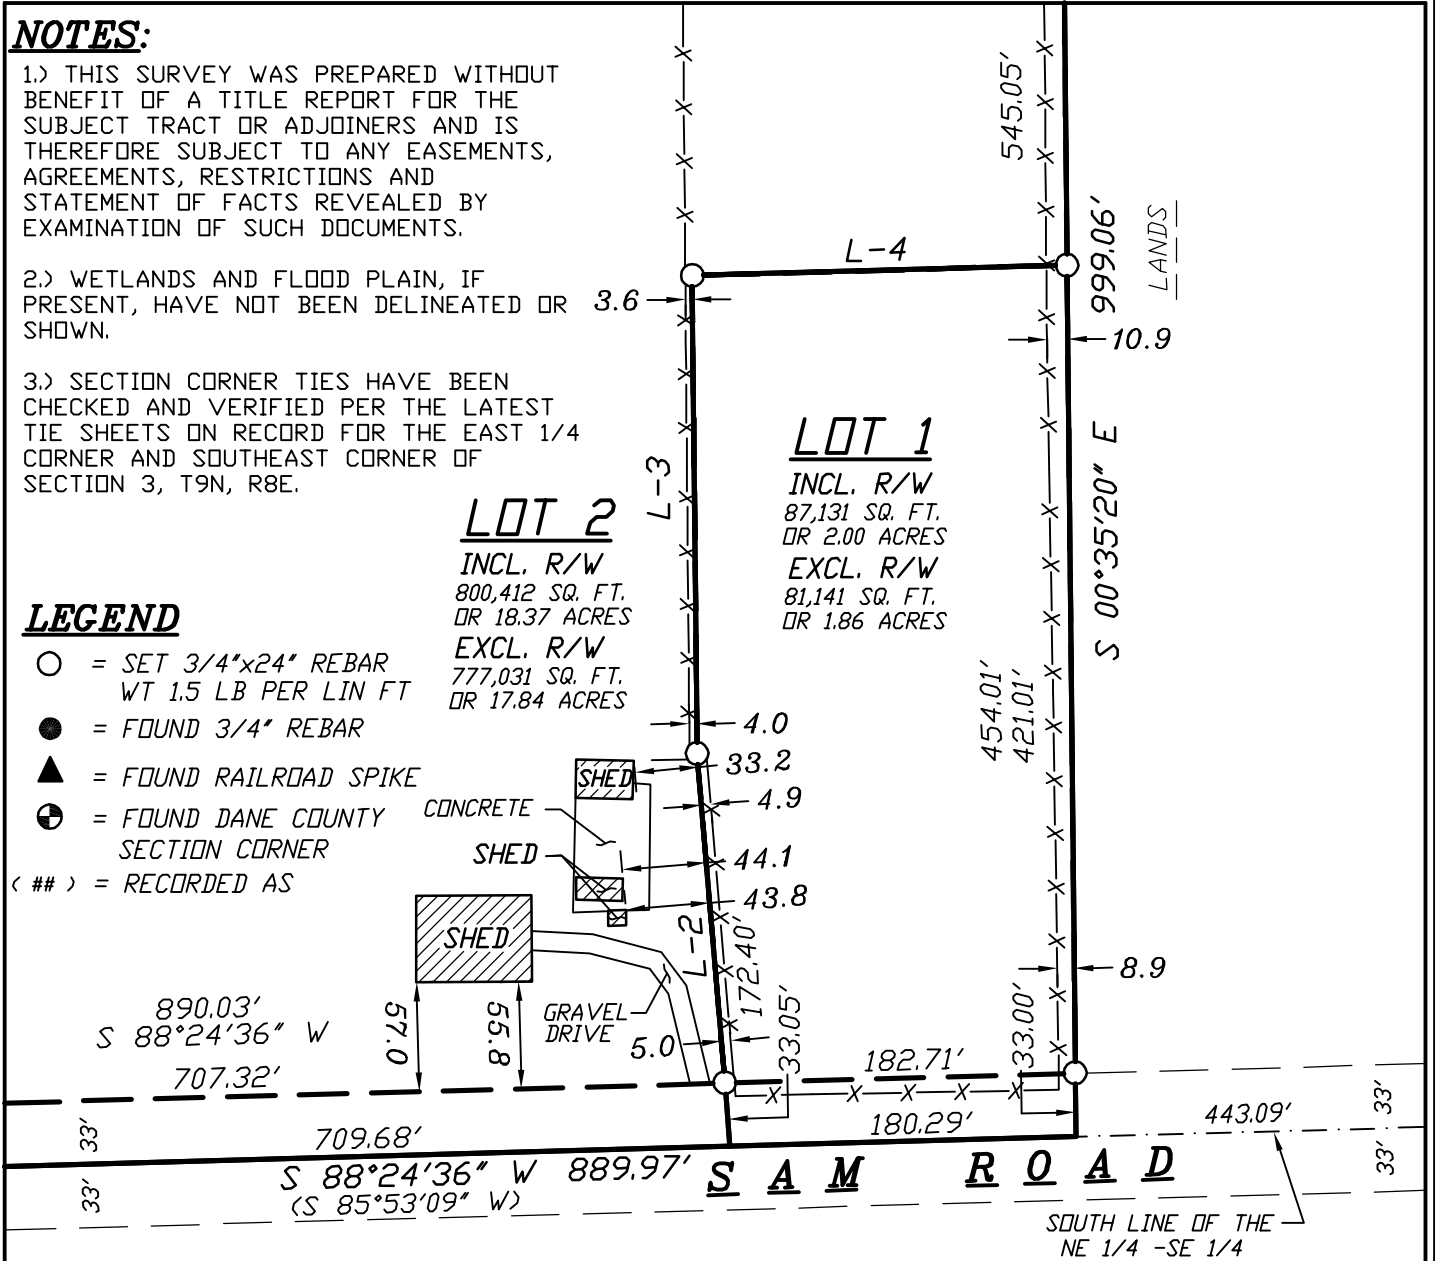 NOTES:
1.) THIS SURVEY WAS PREPARED WITHOUT
BENEFIT OF A TITLE REPORT FOR THE
SUBJECT TRACT OR ADJOINERS AND IS
THEREFORE SUBJECT TO ANY EASEMENTS,
AGREEMENTS, RESTRICTIONS AND
STATEMENT OF FACTS REVEALED BY
EXAMINATION OF SUCH DOCUMENTS.
2.) WETLANDS AND FLOOD PLAIN, IF
PRESENT, HAVE NOT BEEN DELINEATED OR
SHOWN.
3.) SECTION CORNER TIES HAVE BEEN
CHECKED AND VERIFIED PER THE LATEST
TIE SHEETS ON RECORD FOR THE EAST 1/4
CORNER AND SOUTHEAST CORNER OF
SECTION 3, T9N, R8E.
LEGEND
= SET 3/4"x24" REBAR
WT 1.5 LB PER LIN FT
= FOUND 3/4" REBAR
= FOUND RAILROAD SPIKE
= FOUND DANE COUNTY
SECTION CORNER
( ## ) = RECORDED AS
LOT 2
INCL. R/W
800,412 SQ. FT.
OR 18.37 ACRES
EXCL. R/W
777,031 SQ. FT.
OR 17.84 ACRES
LOT 1
INCL. R/W
87,131 SQ. FT.
OR 2.00 ACRES
EXCL. R/W
81,141 SQ. FT.
OR 1.86 ACRES
545.05'
999.06'
LANDS
L-4
3.6
10.9
L-3
S 00°35'20" E
454.01'
421.01'
4.0
33.2
4.9
44.1
43.8
SHED
CONCRETE
SHED
SHED
L-2
172.40'
GRAVEL
DRIVE
5.0
33.05'
33.00'
8.9
57.0
55.8
890.03'
S 88°24'36" W
707.32'
182.71'
33'
709.68'
180.29'
443.09'
33'
S 88°24'36" W 889.97'
(S 85°53'09" W)
33'
33'
SAM ROAD
SOUTH LINE OF THE
NE 1/4 -SE 1/4